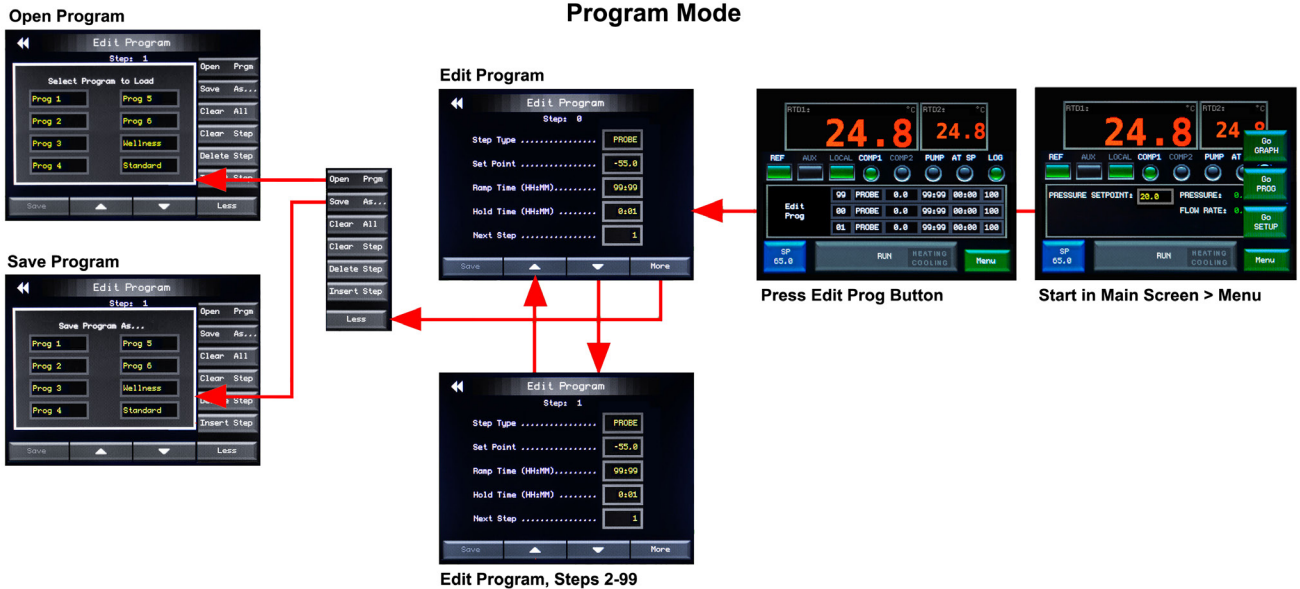 Program Mode
Open Program
Edit Program
Step: 1
Select Program to Load
Prog 1
Prog 5
Prog 2
Prog 6
Prog 3
Wellness
Prog 4
Standard
Open Prgm
Save As...
Clear All
Clear Step
Delete Step
Step
Save
Less
Save Program
Edit Program
Step: 1
Save Program As...
Prog 1
Prog 5
Prog 2
Prog 6
Prog 3
Wellness
Prog 4
Standard
Open Prgm
Save As...
Clear All
Clear Step
Step
Insert Step
Save
Less
Open Prgm
Save As...
Clear All
Clear Step
Delete Step
Insert Step
Less
Edit Program
Edit Program
Step: 0
Step Type ................ PROBE
Set Point ................ -55.0
Ramp Time (HH:MM)......... 99:99
Hold Time (HH:MM) ........ 0:01
Next Step ................ 1
Save
More
Edit Program
Step: 1
Step Type ................ PROBE
Set Point ................ -55.0
Ramp Time (HH:MM)......... 99:99
Hold Time (HH:MM) ........ 0:01
Next Step ................ 1
Save
More
Edit Program, Steps 2-99
RTD1: °C RTD2: °C
24.8 24.8
REF AUX LOCAL COMP1 COMP2 PUMP AT SP LOG
Edit
Prog
99 PROBE 0.0 99:99 00:00 100
00 PROBE 0.0 99:99 00:00 100
01 PROBE 0.0 99:99 00:00 100
SP
65.0
RUN
HEATING
COOLING
Menu
Press Edit Prog Button
RTD1: °C RTD2: °C
24.8 24.
REF AUX LOCAL COMP1 COMP2 PUMP AT
Go
GRAPH
Go
PROG
Go
SETUP
PRESSURE SETPOINT: 20.0 PRESSURE: 0.
FLOW RATE: 0.
SP
65.0
RUN
HEATING
COOLING
Menu
Start in Main Screen > Menu